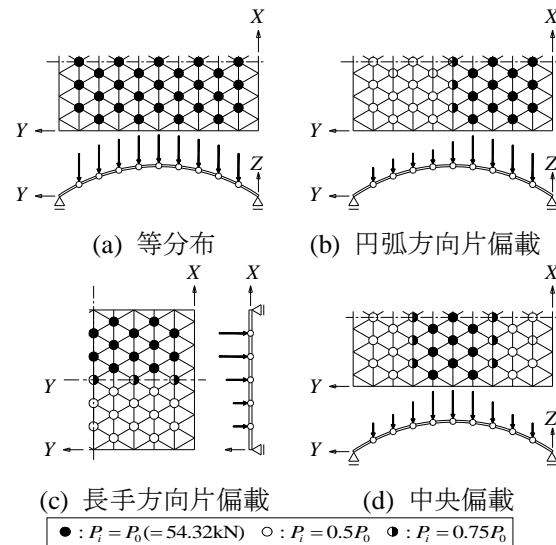 X
X
Y
Y
Z
Z
Y
Y
(a) 等分布
(b) 円弧方向片偏載
X
X
X
Y
Y
Z
Y
(c) 長手方向片偏載
(d) 中央偏載
● : P_i = P_0(= 54.32kN) ○ : P_i = 0.5P_0 ◑ : P_i = 0.75P_0